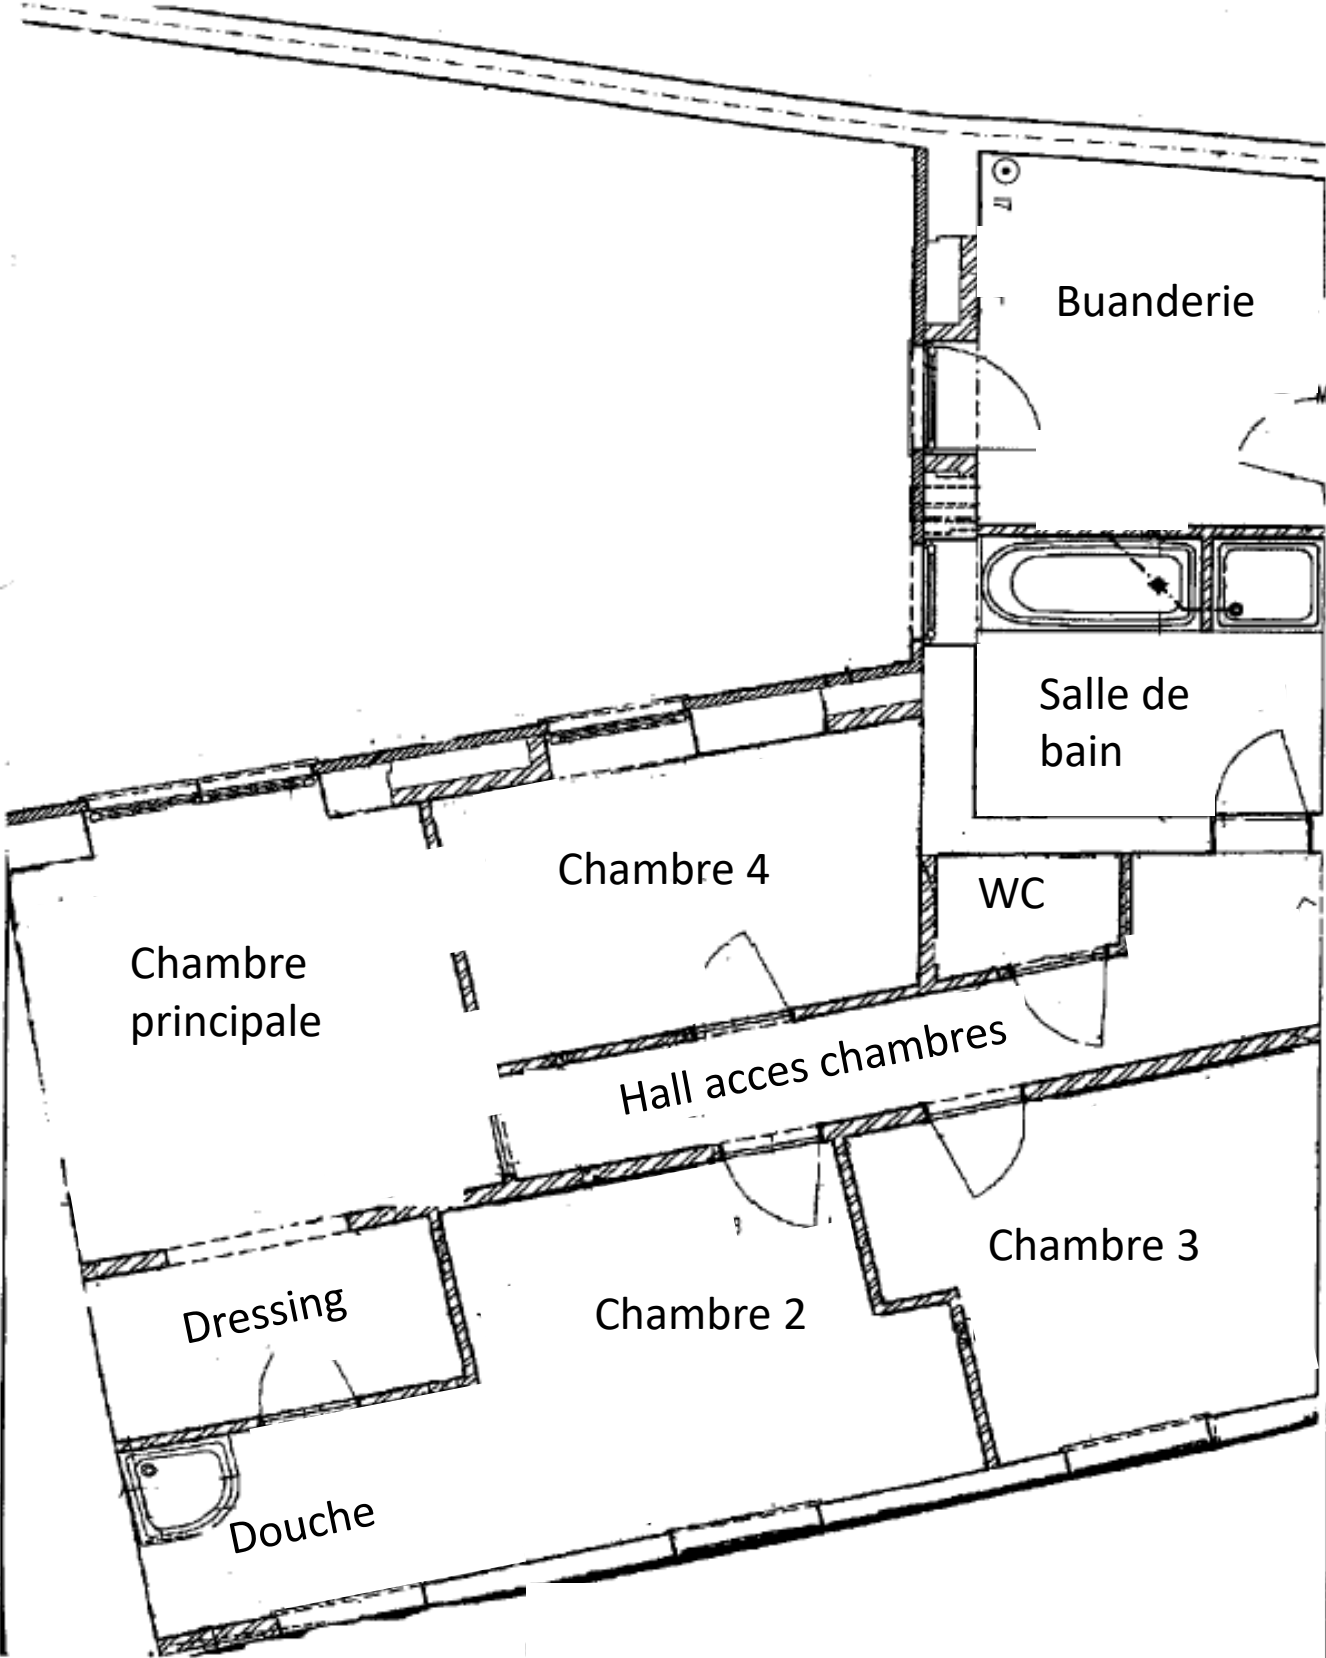 Buanderie
Salle de
bain
Chambre 4
WC
Chambre
principale
Hall acces chambres
Chambre 3
Dressing
Chambre 2
Douche